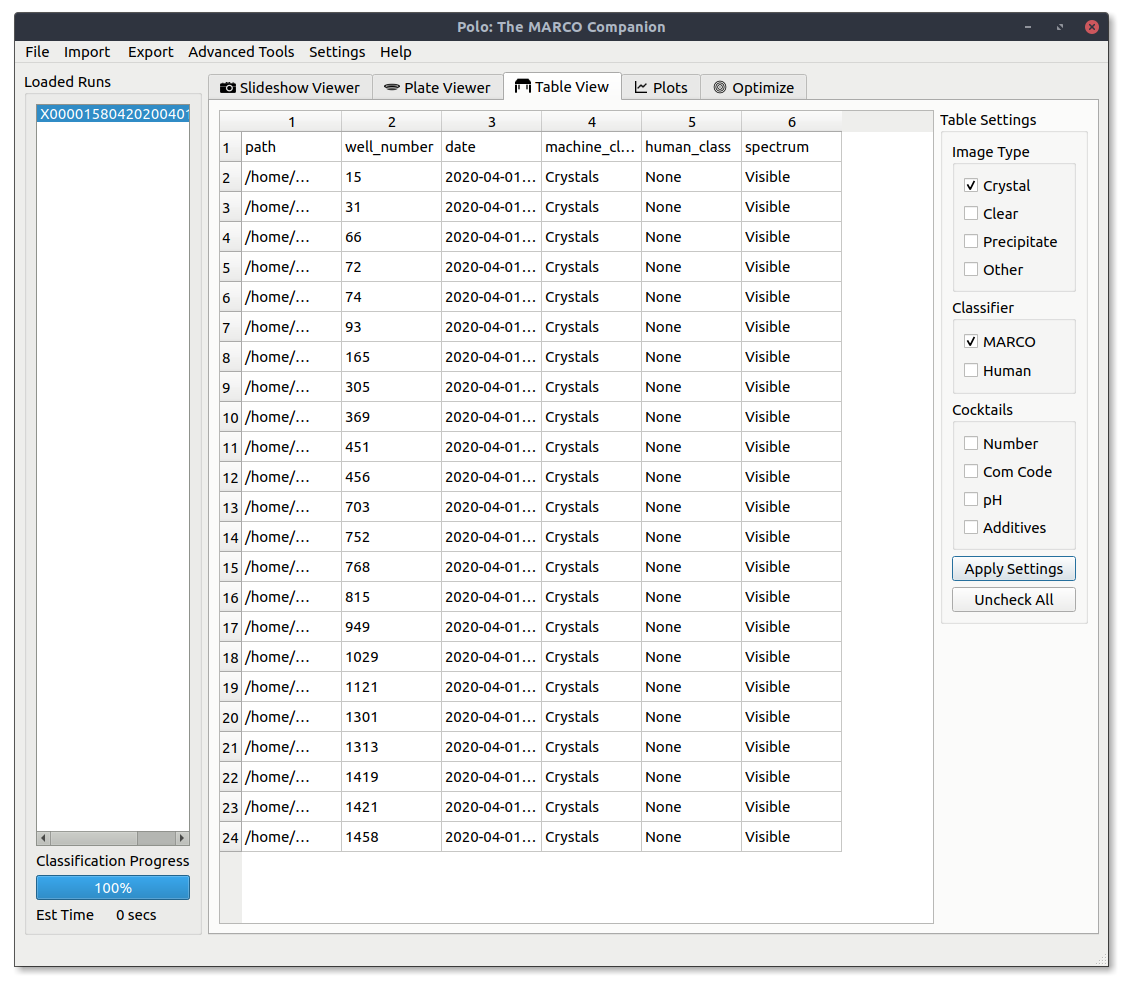 Polo: The MARCO Companion
File Import Export Advanced Tools Settings Help
Loaded Runs
X0000158042020040
Classification Progress
100%
Est Time 0 secs
Slideshow Viewer Plate Viewer Table View Plots Optimize
1 2 3 4 5 6
1 path well_number date machine_cl... human_class spectrum
2 /home/... 15 2020-04-01... Crystals None Visible
3 /home/... 31 2020-04-01... Crystals None Visible
4 /home/... 66 2020-04-01... Crystals None Visible
5 /home/... 72 2020-04-01... Crystals None Visible
6 /home/... 74 2020-04-01... Crystals None Visible
7 /home/... 93 2020-04-01... Crystals None Visible
8 /home/... 165 2020-04-01... Crystals None Visible
9 /home/... 305 2020-04-01... Crystals None Visible
10 /home/... 369 2020-04-01... Crystals None Visible
11 /home/... 451 2020-04-01... Crystals None Visible
12 /home/... 456 2020-04-01... Crystals None Visible
13 /home/... 703 2020-04-01... Crystals None Visible
14 /home/... 752 2020-04-01... Crystals None Visible
15 /home/... 768 2020-04-01... Crystals None Visible
16 /home/... 815 2020-04-01... Crystals None Visible
17 /home/... 949 2020-04-01... Crystals None Visible
18 /home/... 1029 2020-04-01... Crystals None Visible
19 /home/... 1121 2020-04-01... Crystals None Visible
20 /home/... 1301 2020-04-01... Crystals None Visible
21 /home/... 1313 2020-04-01... Crystals None Visible
22 /home/... 1419 2020-04-01... Crystals None Visible
23 /home/... 1421 2020-04-01... Crystals None Visible
24 /home/... 1458 2020-04-01... Crystals None Visible
Table Settings
Image Type
Crystal
Clear
Precipitate
Other
Classifier
MARCO
Human
Cocktails
Number
Com Code
pH
Additives
Apply Settings
Uncheck All